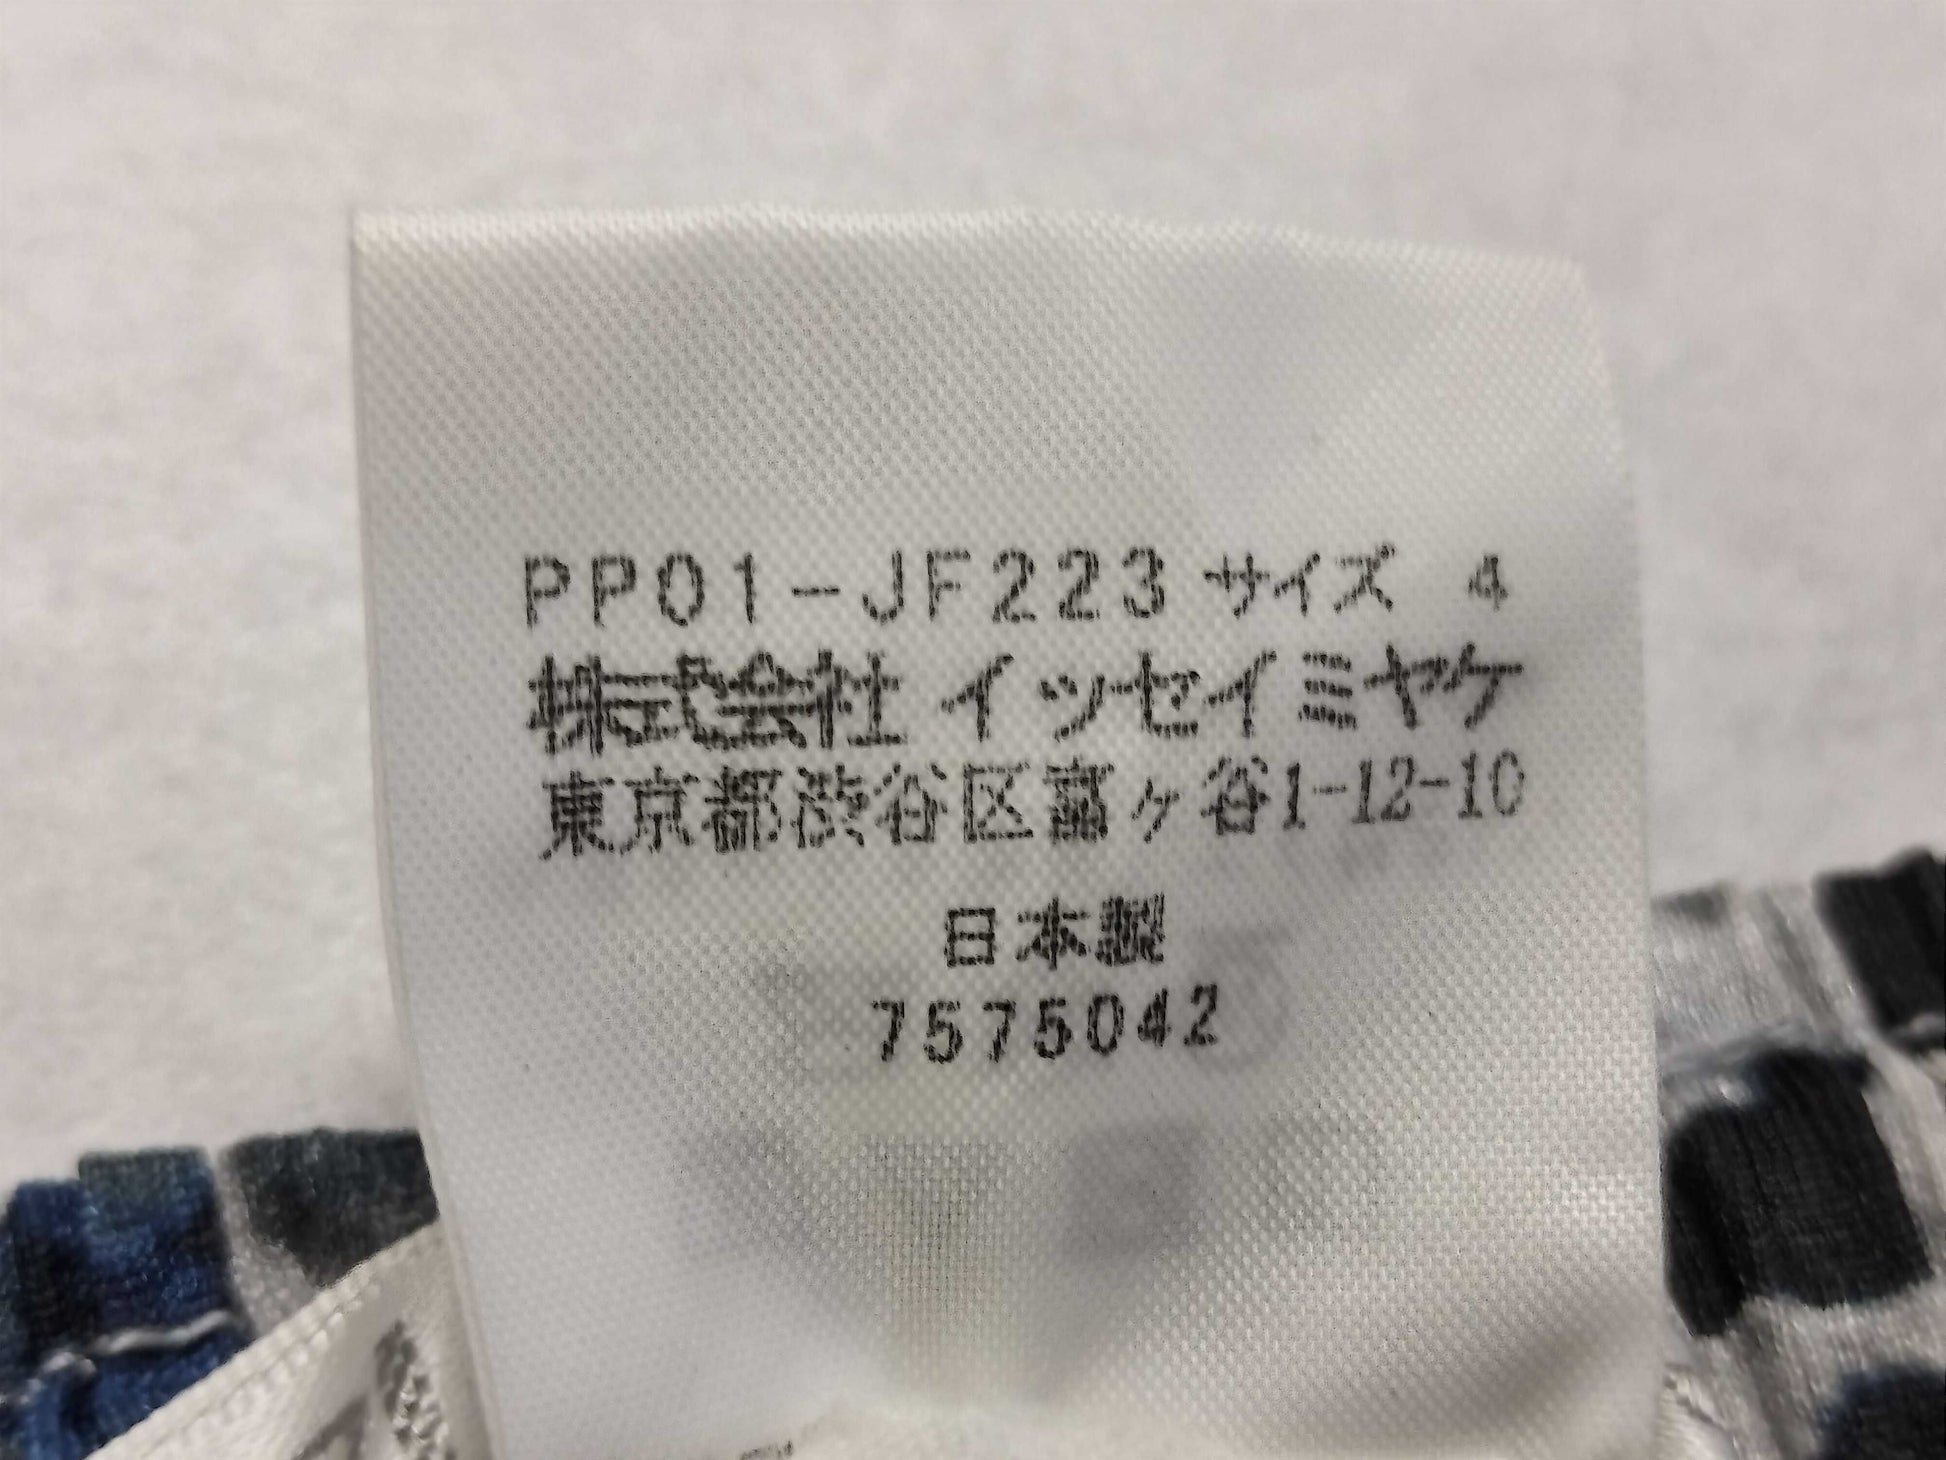 PP01-JF223 サイズ 4
株式会社 イッセイミヤケ
東京都渋谷区富ヶ谷1-12-10
日本製
7575042